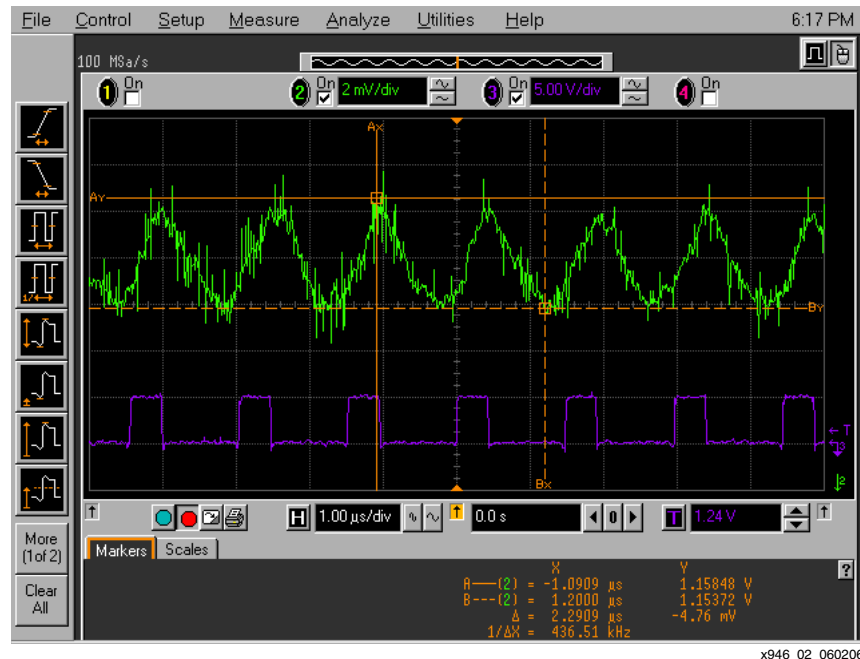 File Control Setup Measure Analyze Utilities Help 6:17 PM
100 MSa/s
1 On 2 On 2 mV/div 3 On 5.00 V/div 4 On
Ax
Ay
By
T
3
Bx
2
1/
More
(1of 2)
Clear
All
H 1.00 µs/div 0.0 s 0 T 1.24 V
Markers Scales
X Y
A——(2) = -1.0909 µs 1.15848 V
B---(2) = 1.2000 µs 1.15372 V
Δ = 2.2909 µs -4.76 mV
1/ΔX = 436.51 kHz
?
x946_02_060206